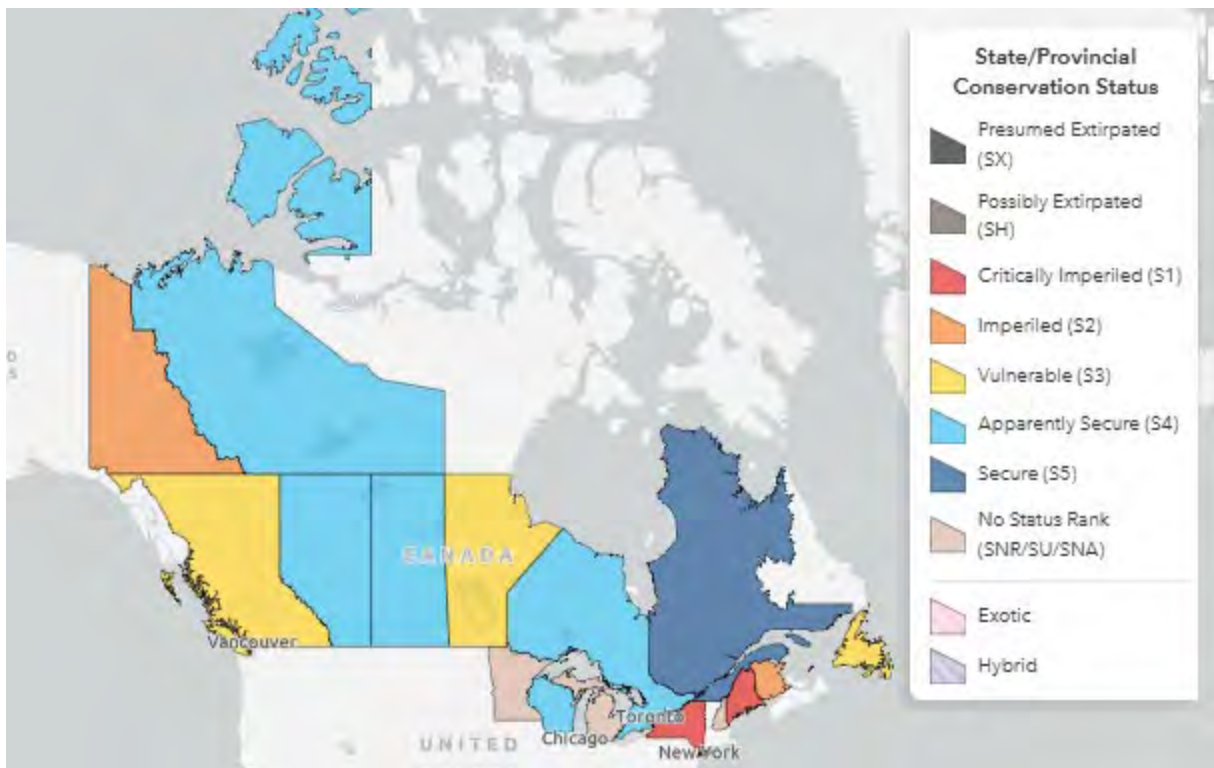 State/Provincial
Conservation Status
Presumed Extirpated
(SX)
Possibly Extirpated
(SH)
Critically Imperiled (S1)
Imperiled (S2)
Vulnerable (S3)
Apparently Secure (S4)
Secure (S5)
No Status Rank
(SNR/SU/SNA)
Exotic
Hybrid
CANADA
Vancouver
Toronto
Chicago
UNITED
New York